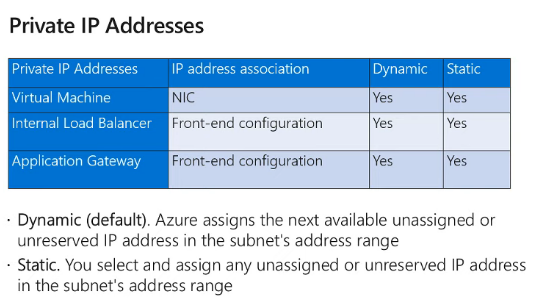 Private IP Addresses
Private IP Addresses IP address association Dynamic Static
Virtual Machine NIC Yes Yes
Internal Load Balancer Front-end configuration Yes Yes
Application Gateway Front-end configuration Yes Yes
· Dynamic (default). Azure assigns the next available unassigned or
unreserved IP address in the subnet's address range
· Static. You select and assign any unassigned or unreserved IP address
in the subnet's address range